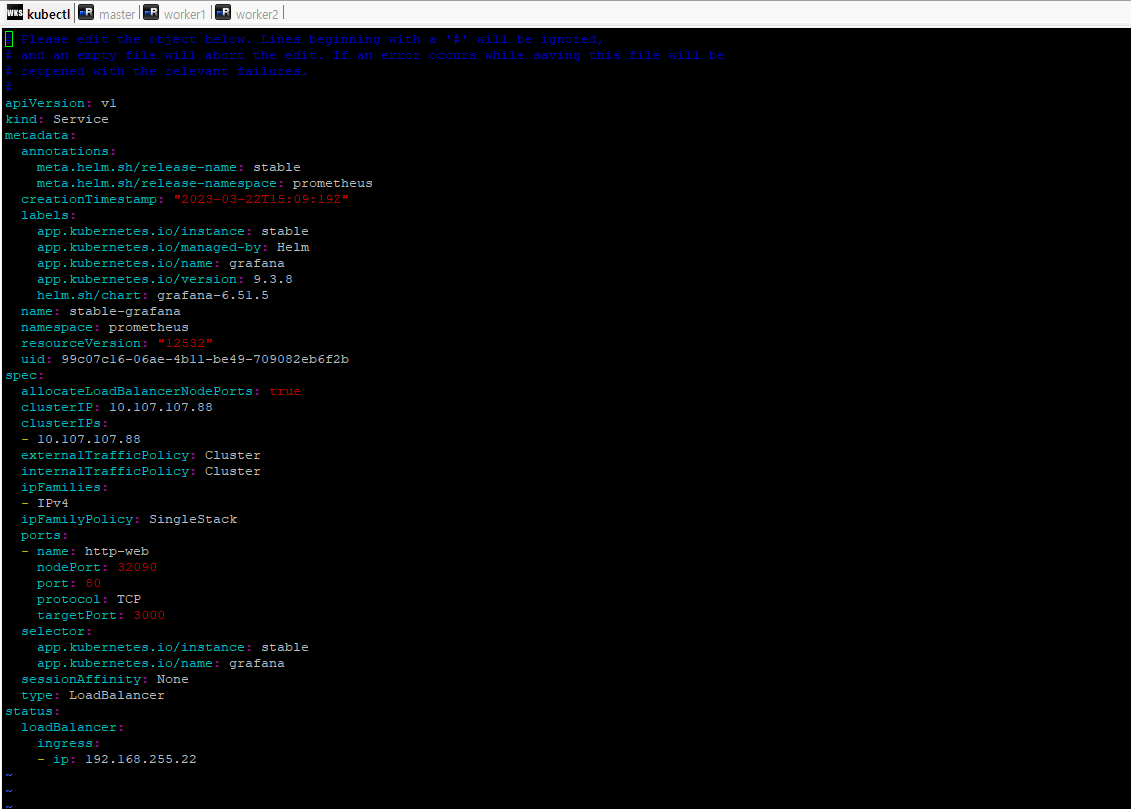 WKS kubectl master worker1 worker2
# Please edit the object below. Lines beginning with a '#' will be ignored,
# and an empty file will abort the edit. If an error occurs while saving this file will be
# reopened with the relevant failures.
#
apiVersion: v1
kind: Service
metadata:
  annotations:
    meta.helm.sh/release-name: stable
    meta.helm.sh/release-namespace: prometheus
  creationTimestamp: "2023-03-22T15:09:19Z"
  labels:
    app.kubernetes.io/instance: stable
    app.kubernetes.io/managed-by: Helm
    app.kubernetes.io/name: grafana
    app.kubernetes.io/version: 9.3.8
    helm.sh/chart: grafana-6.51.5
  name: stable-grafana
  namespace: prometheus
  resourceVersion: "12532"
  uid: 99c07c16-06ae-4b11-be49-709082eb6f2b
spec:
  allocateLoadBalancerNodePorts: true
  clusterIP: 10.107.107.88
  clusterIPs:
  - 10.107.107.88
  externalTrafficPolicy: Cluster
  internalTrafficPolicy: Cluster
  ipFamilies:
  - IPv4
  ipFamilyPolicy: SingleStack
  ports:
  - name: http-web
    nodePort: 32090
    port: 80
    protocol: TCP
    targetPort: 3000
  selector:
    app.kubernetes.io/instance: stable
    app.kubernetes.io/name: grafana
  sessionAffinity: None
  type: LoadBalancer
status:
  loadBalancer:
    ingress:
    - ip: 192.168.255.22
~
~
~